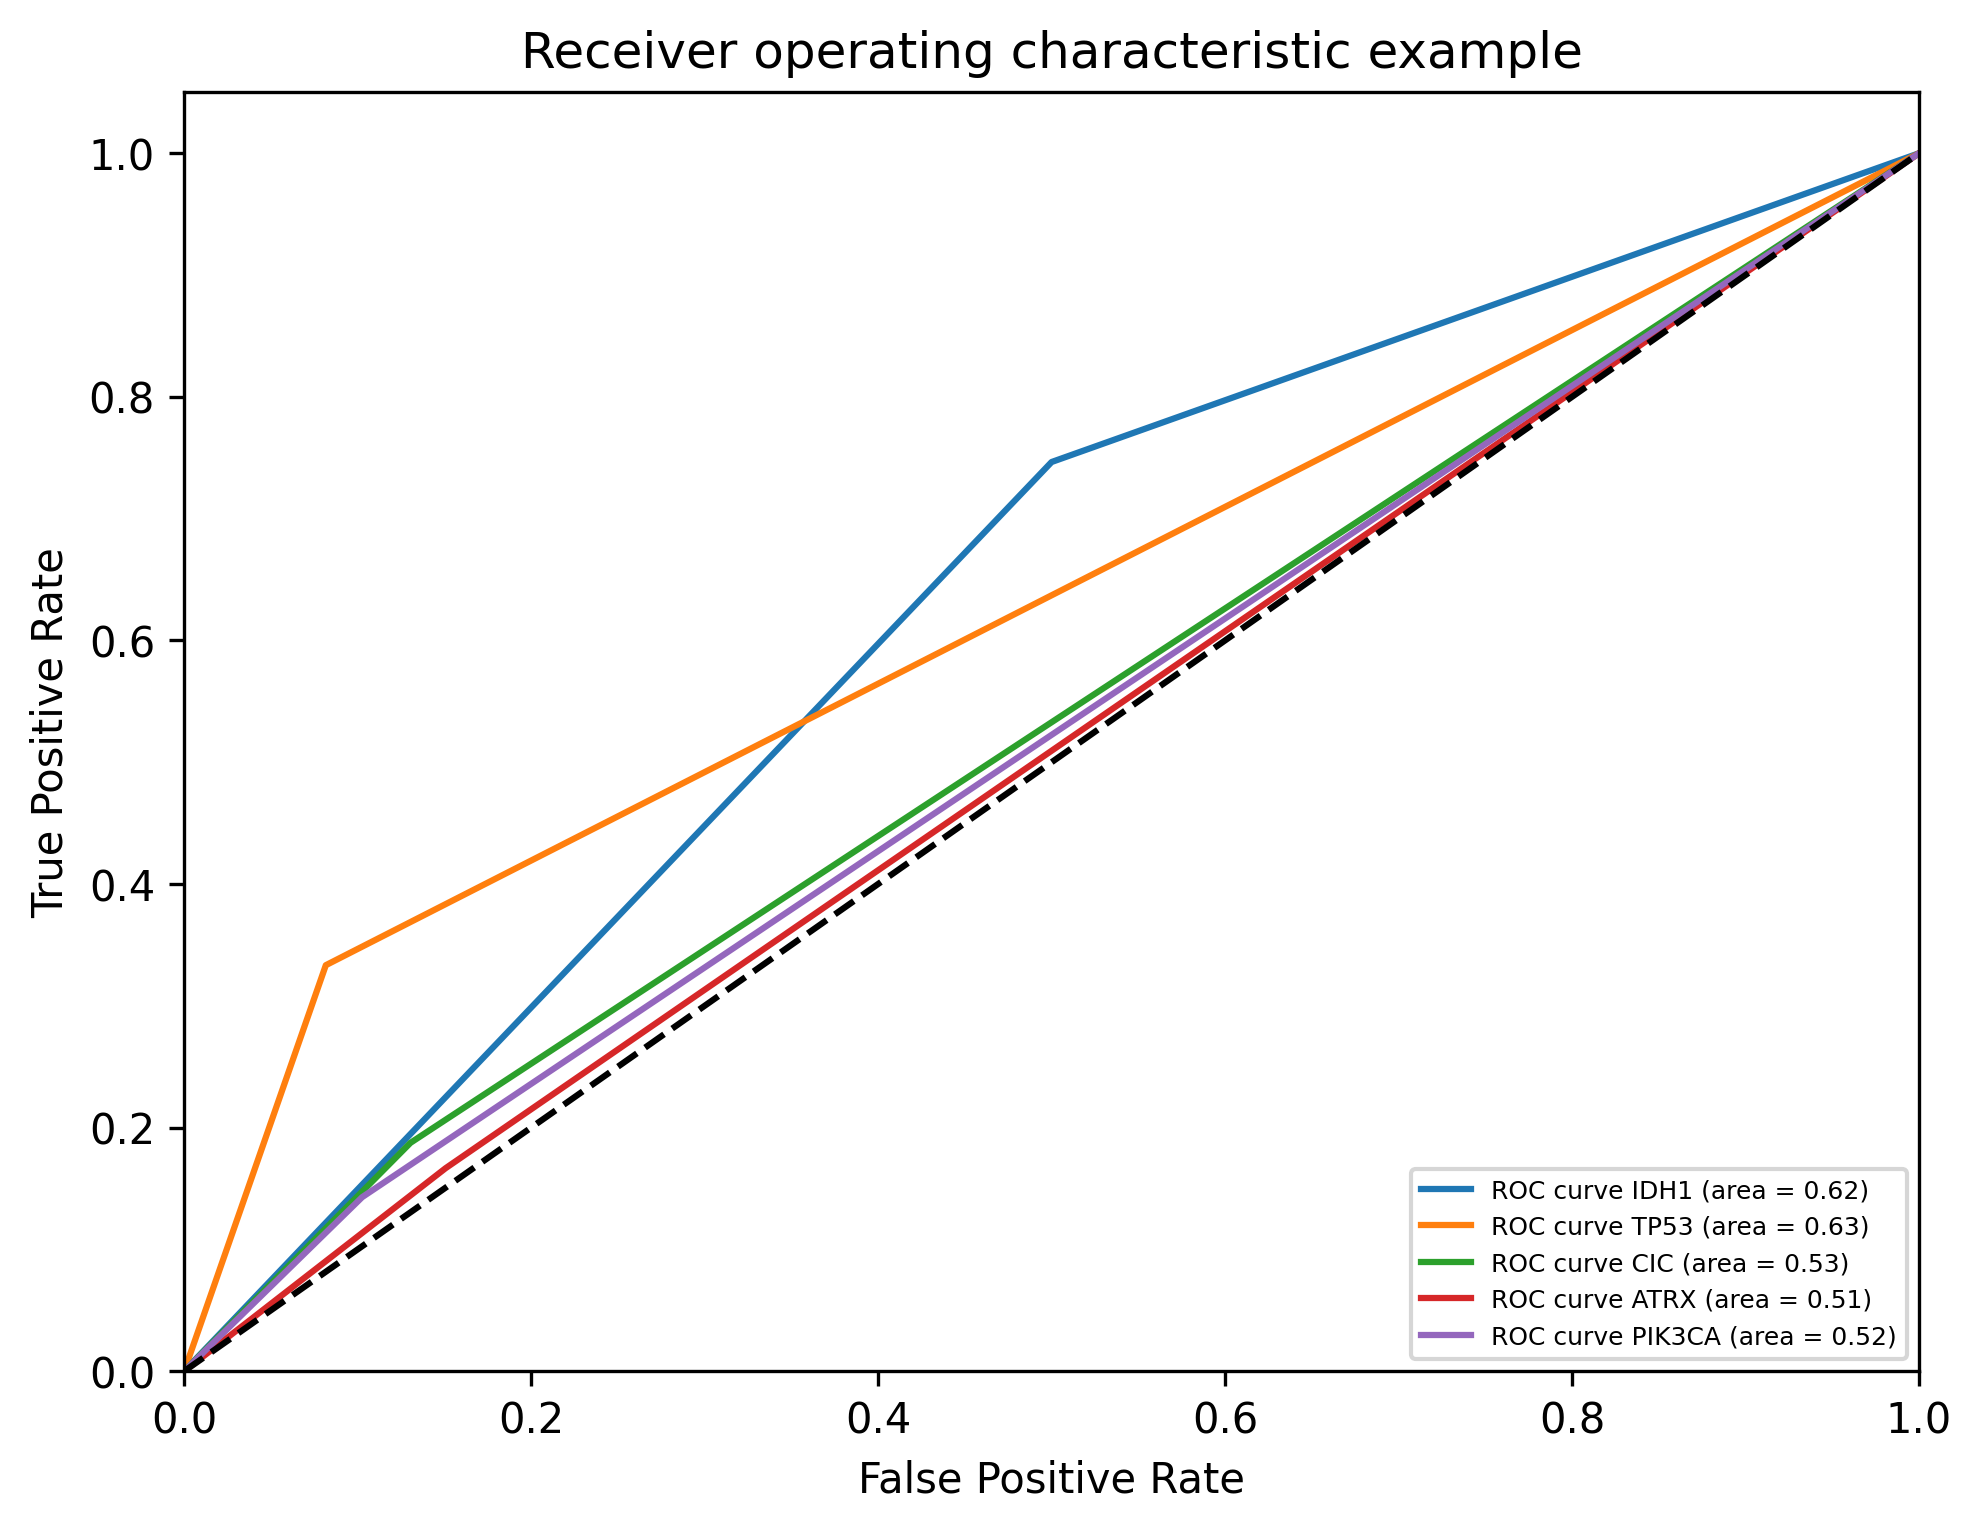 Receiver operating characteristic example
1.0
0.8
0.6
0.4
0.2
0.0
True Positive Rate
ROC curve IDH1 (area = 0.62)
ROC curve TP53 (area = 0.63)
ROC curve CIC (area = 0.53)
ROC curve ATRX (area = 0.51)
ROC curve PIK3CA (area = 0.52)
0.0 0.2 0.4 0.6 0.8 1.0
False Positive Rate